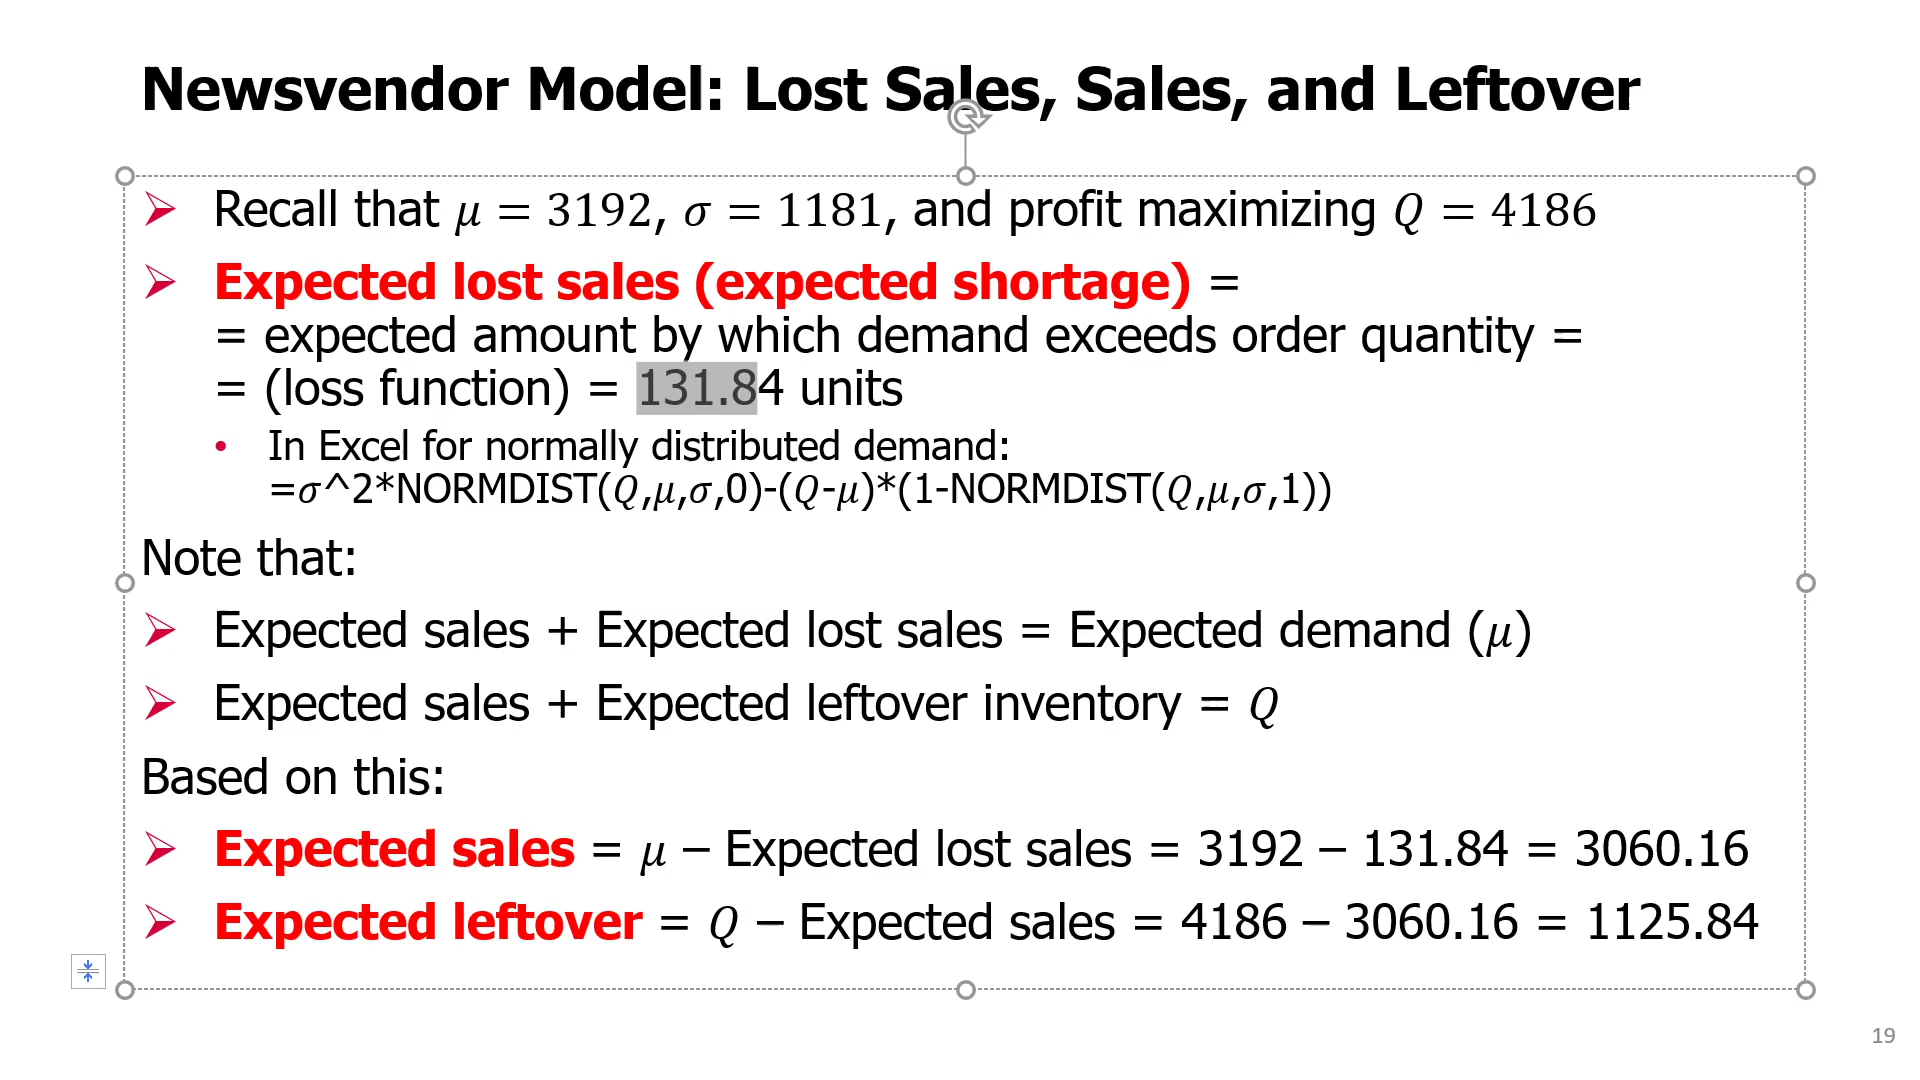 Newsvendor Model: Lost Sales, Sales, and Leftover
➢ Recall that 𝜇 = 3192, 𝜎 = 1181, and profit maximizing 𝑄 = 4186
➢ Expected lost sales (expected shortage) =
= expected amount by which demand exceeds order quantity =
= (loss function) = 131.84 units
• In Excel for normally distributed demand:
=𝜎^2*NORMDIST(𝑄,𝜇,𝜎,0)-(𝑄-𝜇)*(1-NORMDIST(𝑄,𝜇,𝜎,1))
Note that:
➢ Expected sales + Expected lost sales = Expected demand (𝜇)
➢ Expected sales + Expected leftover inventory = 𝑄
Based on this:
➢ Expected sales = 𝜇 – Expected lost sales = 3192 – 131.84 = 3060.16
➢ Expected leftover = 𝑄 – Expected sales = 4186 – 3060.16 = 1125.84
19